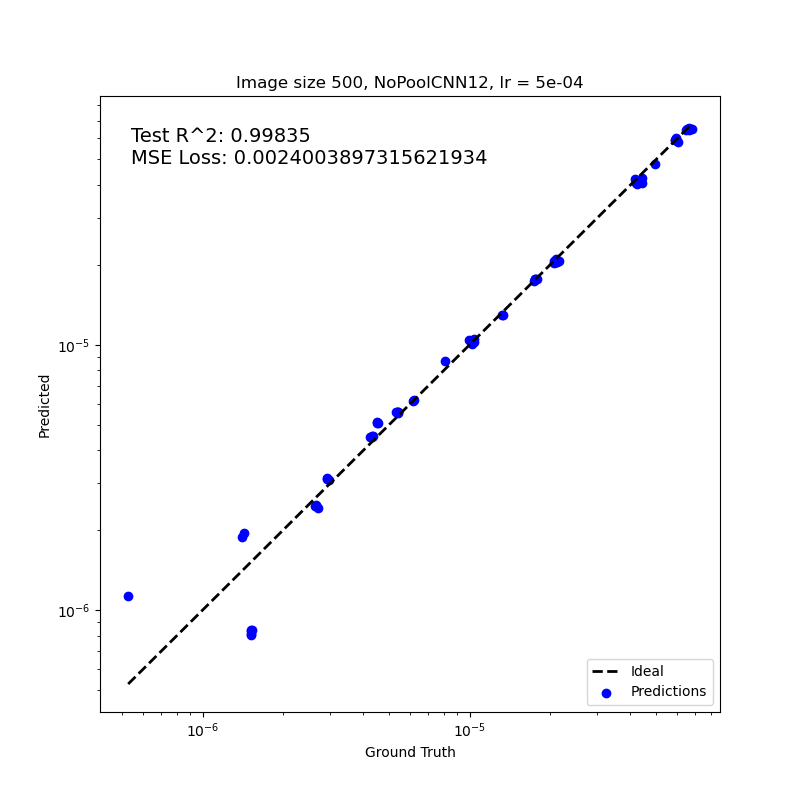 Image size 500, NoPoolCNN12, lr = 5e-04
Test R^2: 0.99835
MSE Loss: 0.0024003897315621934
10⁻⁵
Predicted
10⁻⁶
Ideal
Predictions
10⁻⁶ 10⁻⁵
Ground Truth